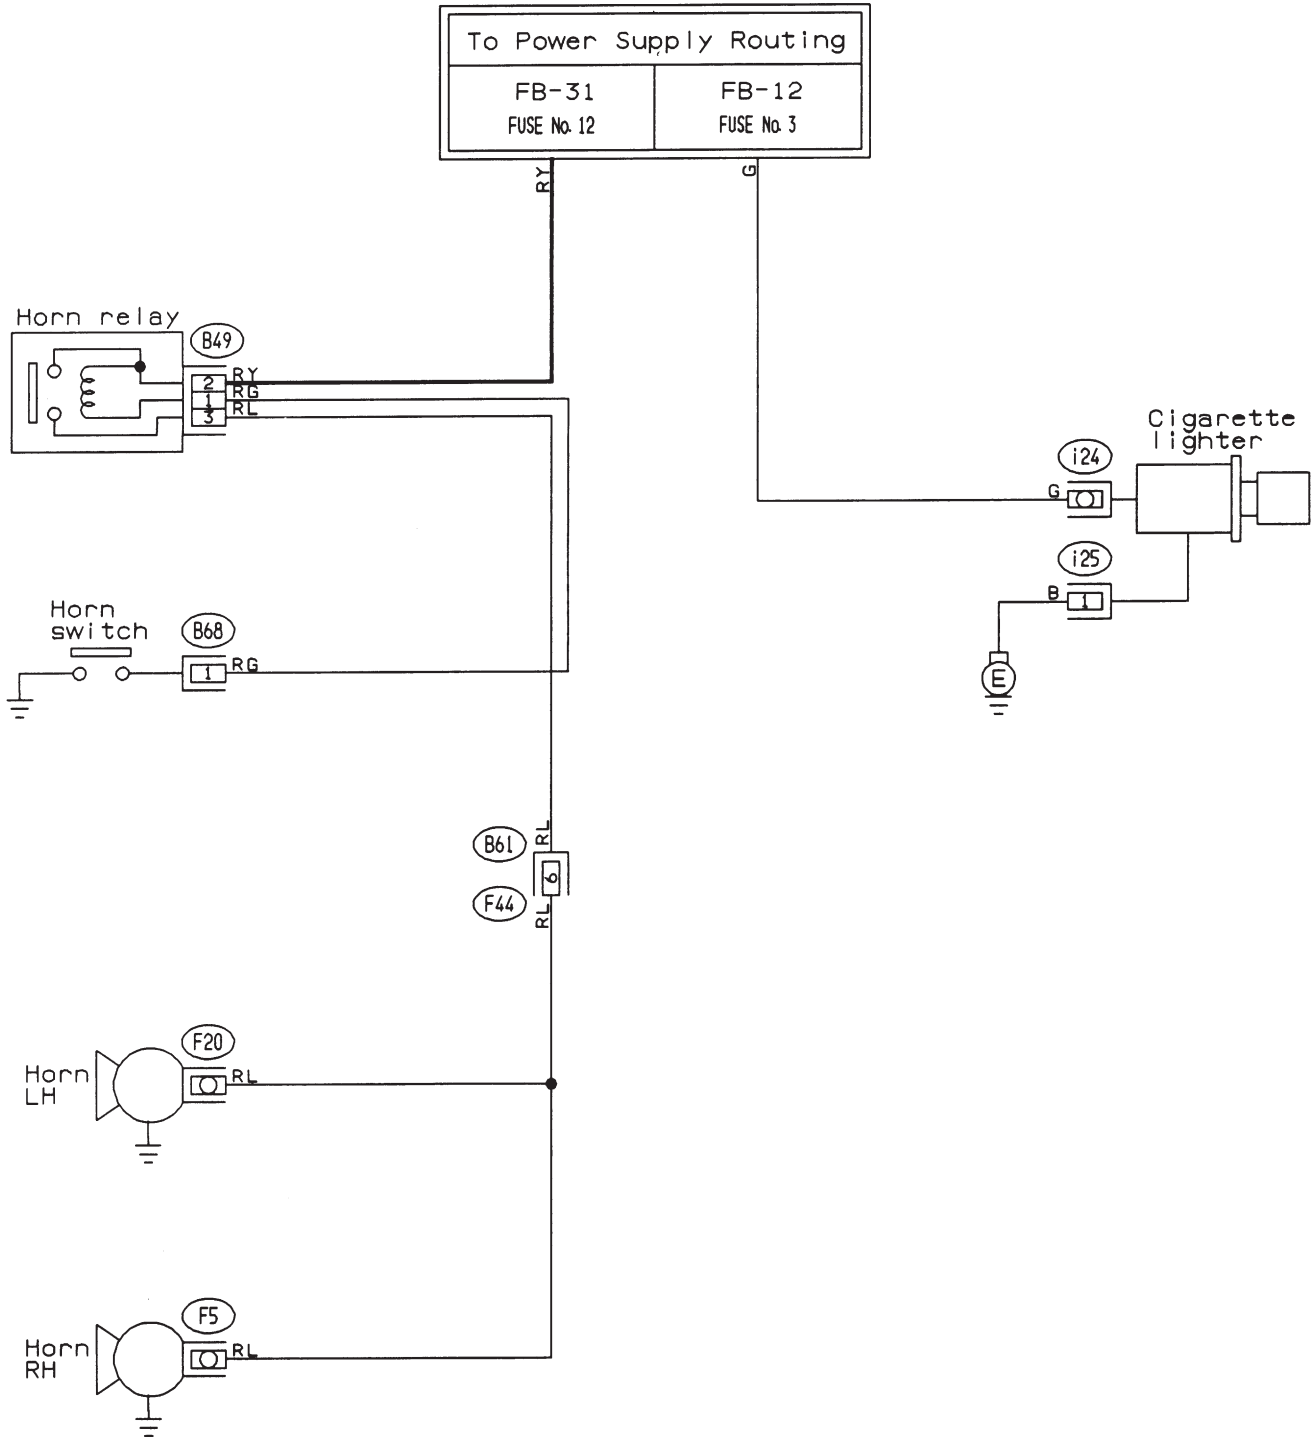 To Power Supply Routing
FB-31
FUSE No. 12
FB-12
FUSE No. 3
RY
G
Horn relay
B49
2
RY
1
RG
3
RL
Cigarette
lighter
i24
G
i25
B
1
E
Horn
switch
B68
1
RG
RL
B61
6
F44
RL
F20
Horn
LH
RL
F5
Horn
RH
RL